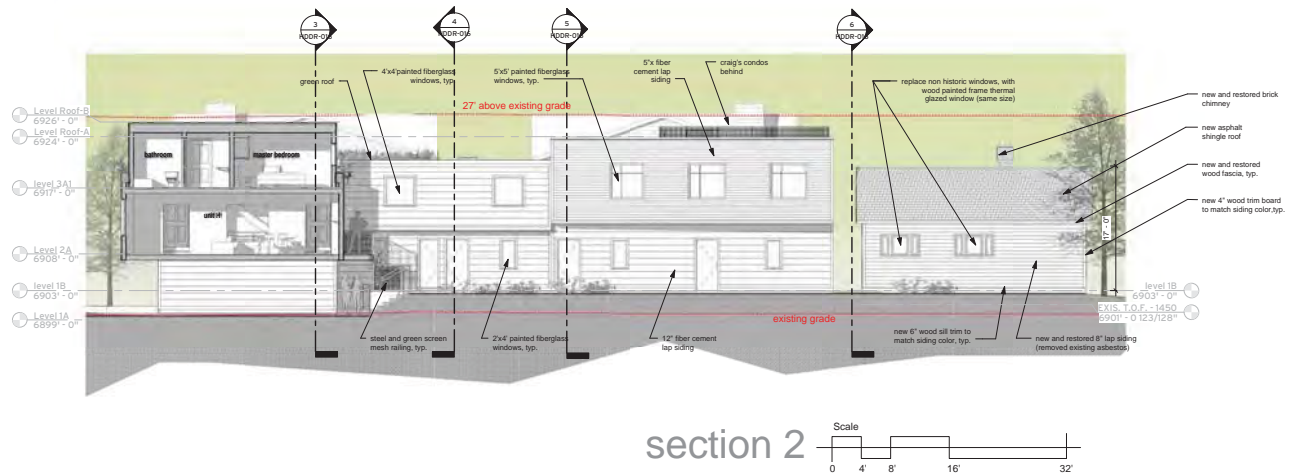 3
HDDR-016
4
HDDR-016
5
HDDR-016
6
HDDR-016
green roof
4'x4'painted fiberglass
windows, typ.
5'x5' painted fiberglass
windows, typ.
5"x fiber
cement lap
siding
craig's condos
behind
replace non historic windows, with
wood painted frame thermal
glazed window (same size)
new and restored brick
chimney
new asphalt
shingle roof
new and restored
wood fascia, typ.
new 4" wood trim board
to match siding color,typ.
27' above existing grade
Level Roof-B
6926' - 0"
Level Roof-A
6924' - 0"
level 3A1
6917' - 0"
Level 2A
6908' - 0"
level 1B
6903' - 0"
Level 1A
6899' - 0"
bathroom
master bedroom
unit H
17' - 0"
level 1B
6903' - 0"
EXIS. T.O.F. - 1450
6901' - 0 123/128"
existing grade
steel and green screen
mesh railing, typ.
2'x4' painted fiberglass
windows, typ.
12" fiber cement
lap siding
new 6" wood sill trim to
match siding color, typ.
new and restored 8" lap siding
(removed existing asbestos)
section 2
Scale
0 4' 8' 16' 32'